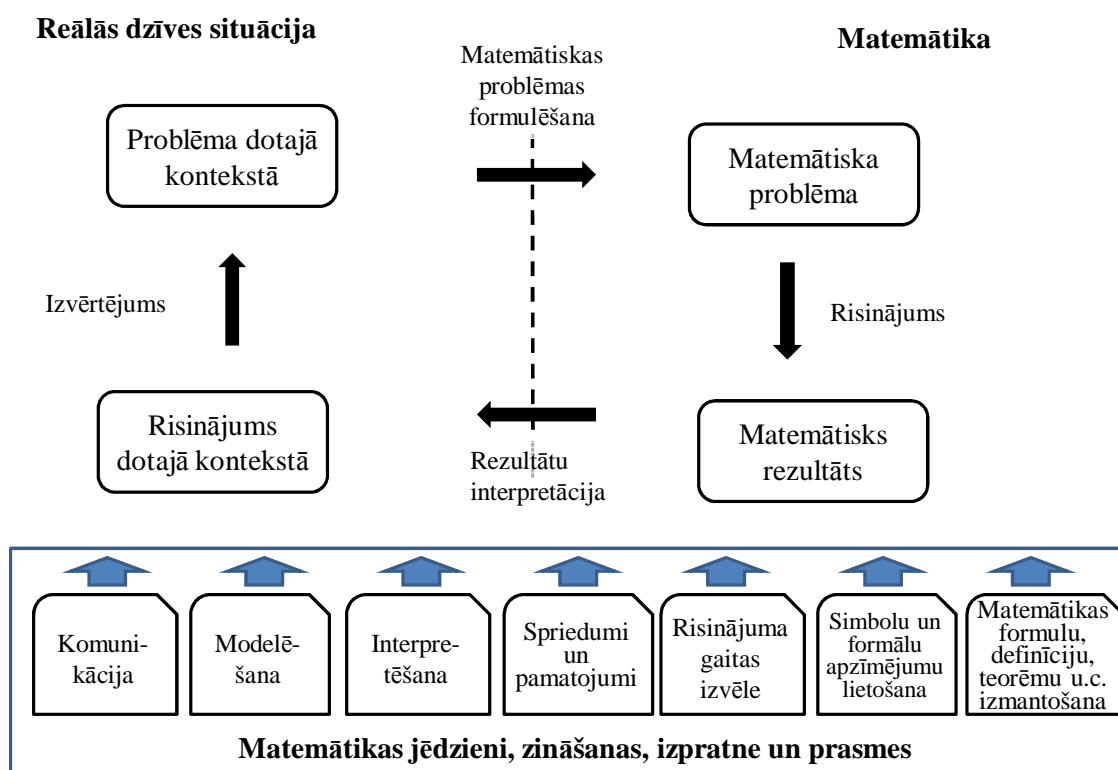 Reālās dzīves situācija
Matemātika
Matemātiskas
problēmas
formulēšana
Problēma dotajā
kontekstā
Matemātiska
problēma
Izvērtējums
Risinājums
Risinājums
dotajā kontekstā
Rezultātu
interpretācija
Matemātisks
rezultāts
Komuni-
kācija
Modelē-
šana
Interpre-
tēšana
Spriedumi
un
pamatojumi
Risinājuma
gaitas
izvēle
Simbolu un
formālu
apzīmējumu
lietošana
Matemātikas
formulu,
definīciju,
teorēmu u.c.
izmantošana
Matemātikas jēdzieni, zināšanas, izpratne un prasmes